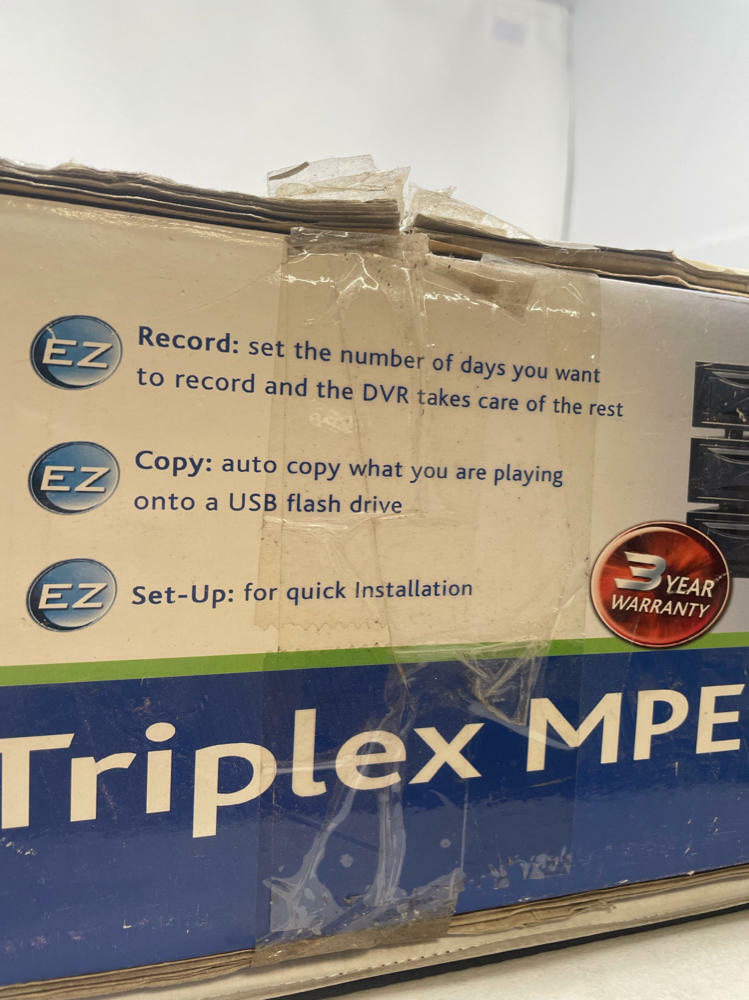 EZ Record: set the number of days you want
to record and the DVR takes care of the rest
EZ Copy: auto copy what you are playing
onto a USB flash drive
EZ Set-Up: for quick Installation
3 YEAR
WARRANTY
Triplex MPE